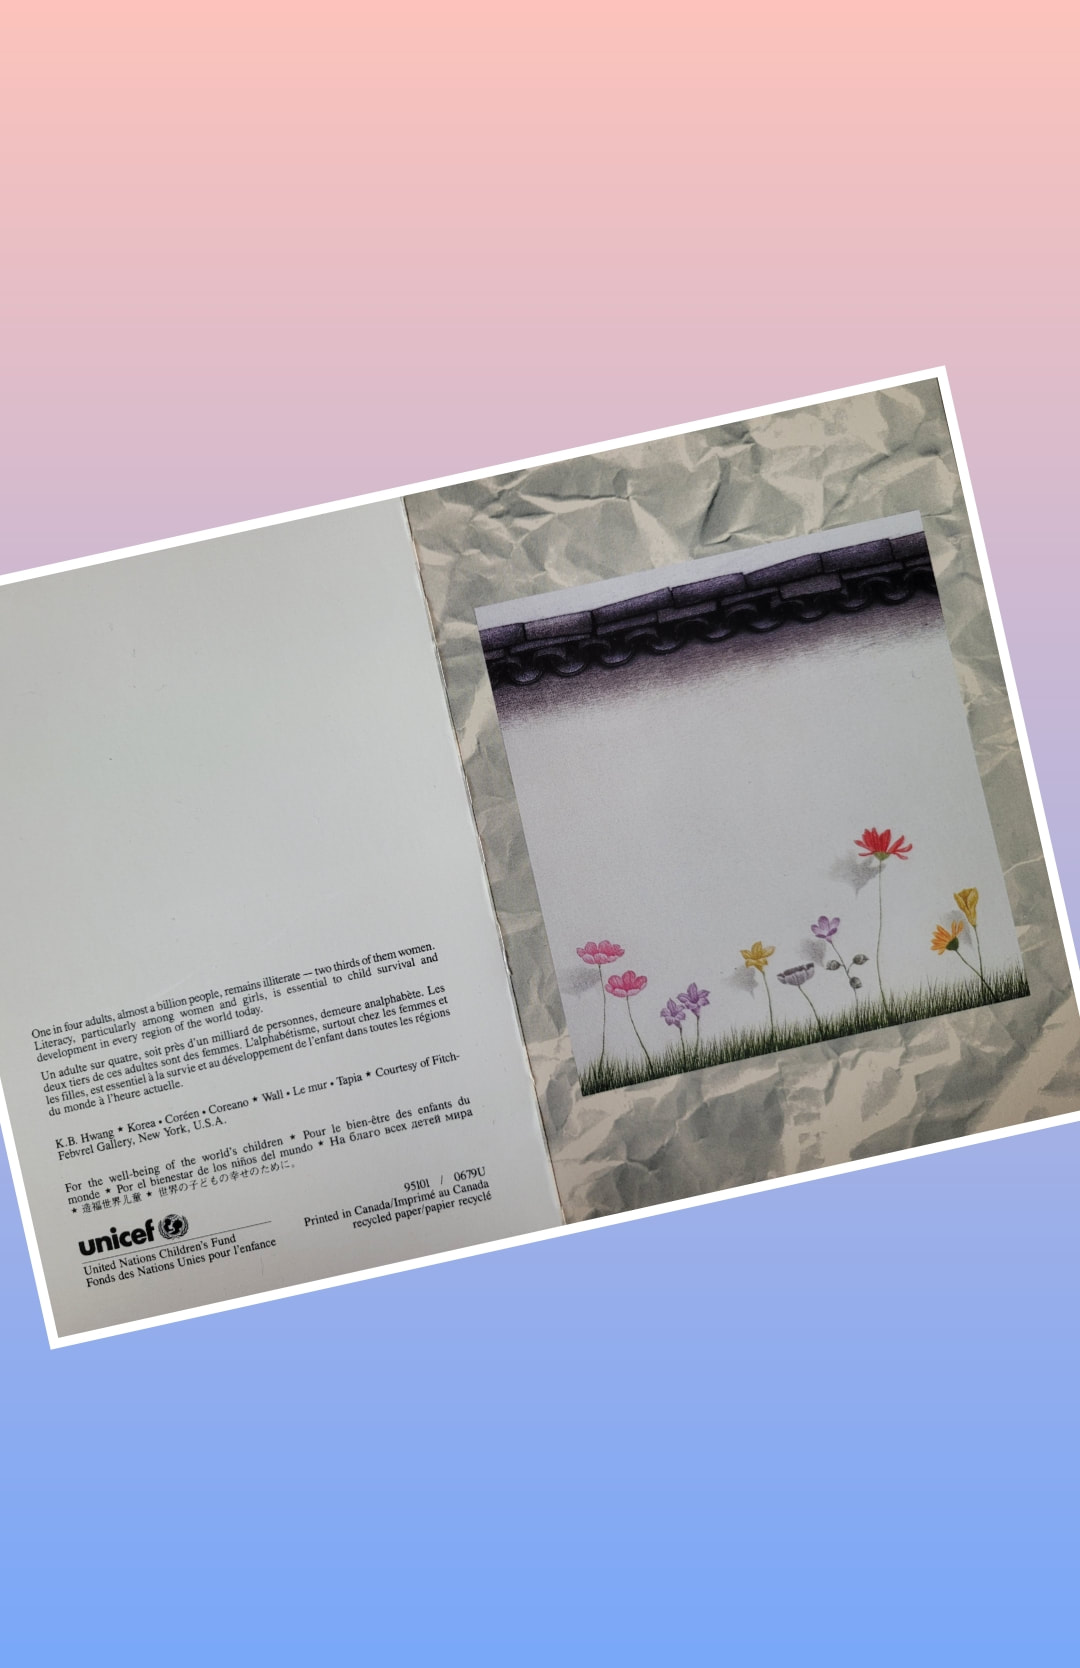 One in four adults, almost a billion people, remains illiterate — two thirds of them women.
Literacy, particularly among women and girls, is essential to child survival and
development in every region of the world today.
Un adulte sur quatre, soit près d'un milliard de personnes, demeure analphabète. Les
deux tiers de ces adultes sont des femmes. L'alphabétisme, surtout chez les femmes et
les filles, est essentiel à la survie et au développement de l'enfant dans toutes les régions
du monde à l'heure actuelle.
K.B. Hwang ★ Korea • Coréen • Coreano ★ Wall • Le mur • Tapia ★ Courtesy of Fitch-
Febvrel Gallery, New York, U.S.A.
For the well-being of the world's children ★ Pour le bien-être des enfants du
monde ★ Por el bienestar de los niños del mundo ★ На благо всех детей мира
★ 造福世界儿童 ★ 世界の子どもの幸せのために。
unicef
United Nations Children's Fund
Fonds des Nations Unies pour l'enfance
95101 / 0679U
Printed in Canada/Imprimé au Canada
recycled paper/papier recyclé